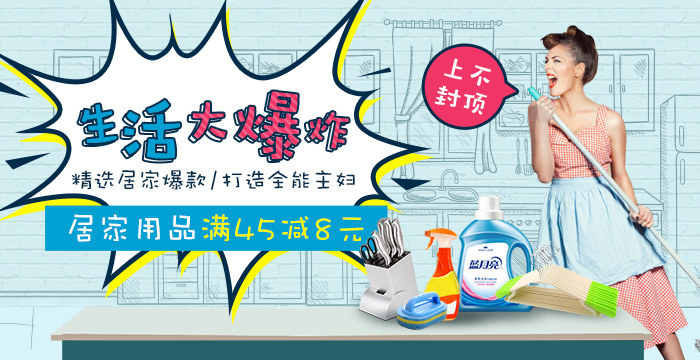 生活大爆炸
精选居家爆款/打造全能主妇
居家用品满45减8元
上不
封顶
蓝月亮